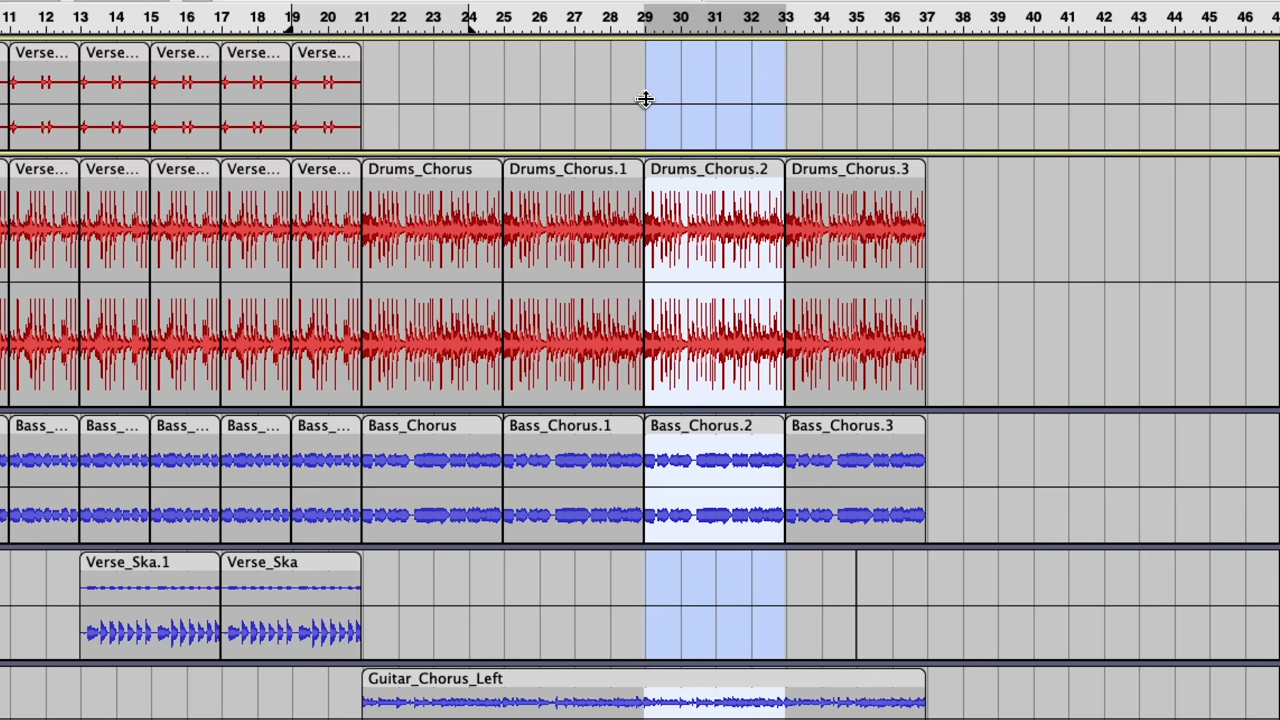 11 12 13 14 15 16 17 18 19 20 21 22 23 24 25 26 27 28 29 30 31 32 33 34 35 36 37 38 39 40 41 42 43 44 45 46
Verse... Verse... Verse... Verse... Verse...
Verse... Verse... Verse... Verse... Verse... Drums_Chorus Drums_Chorus.1 Drums_Chorus.2 Drums_Chorus.3
Bass_... Bass_... Bass_... Bass_... Bass_... Bass_Chorus Bass_Chorus.1 Bass_Chorus.2 Bass_Chorus.3
Verse_Ska.1 Verse_Ska
Guitar_Chorus_Left